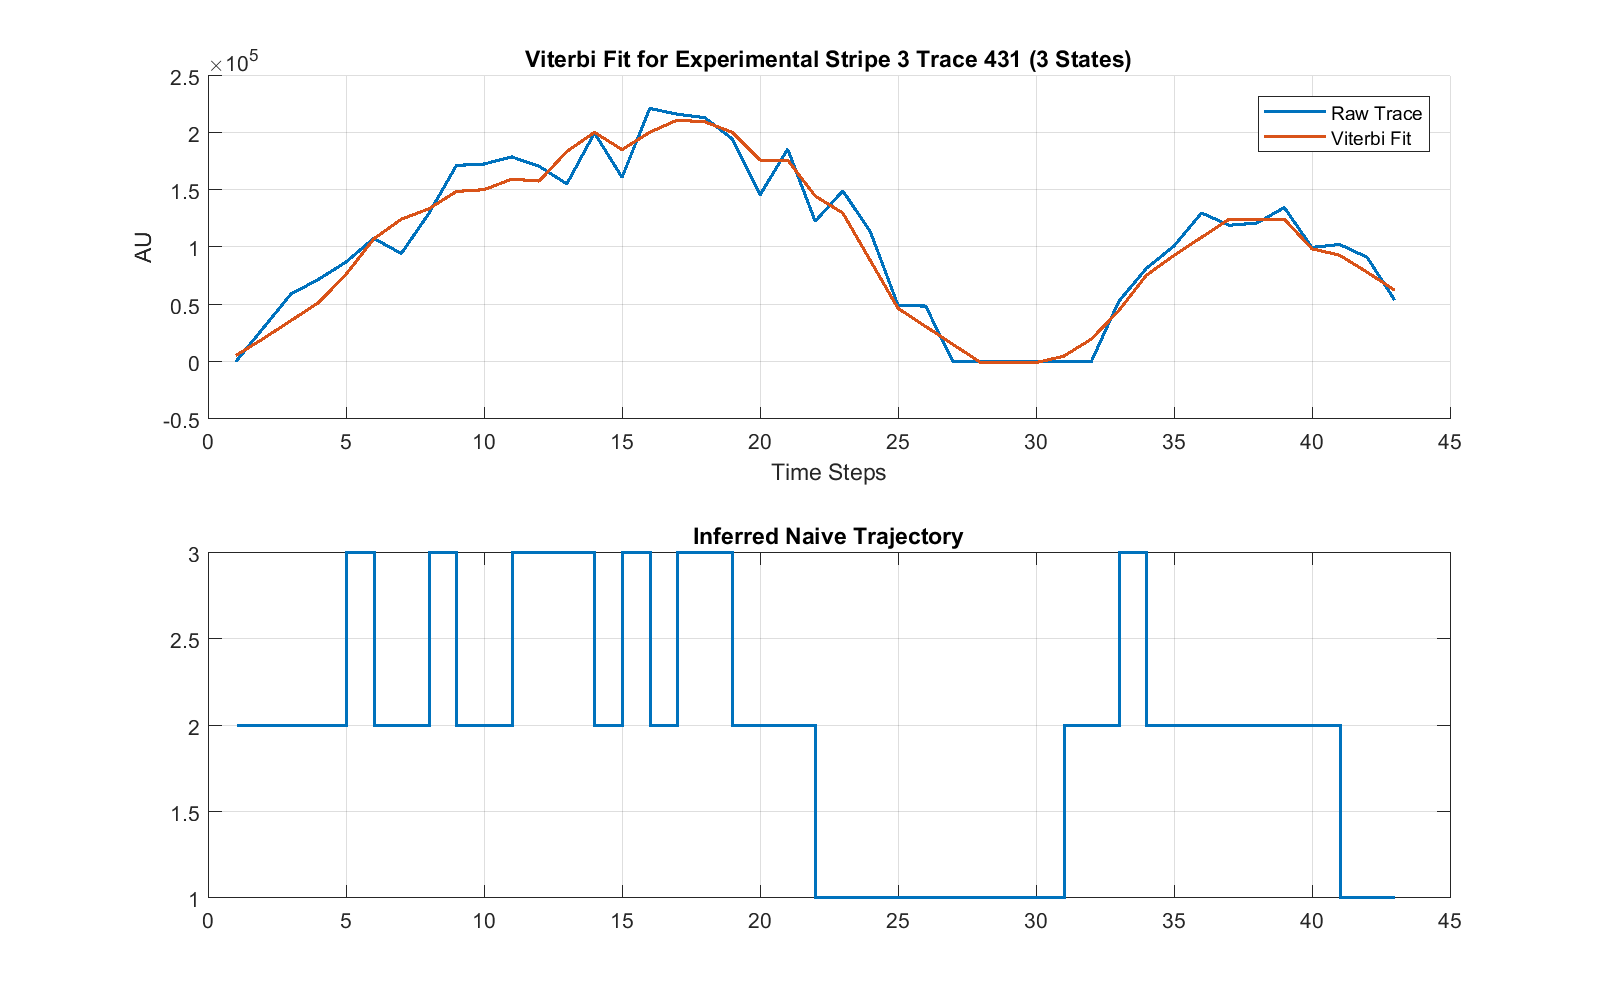 Viterbi Fit for Experimental Stripe 3 Trace 431 (3 States)
×10^5
2.5
2
1.5
1
0.5
0
-0.5
AU
Raw Trace
Viterbi Fit
0 5 10 15 20 25 30 35 40 45
Time Steps
Inferred Naive Trajectory
3
2.5
2
1.5
1
0 5 10 15 20 25 30 35 40 45